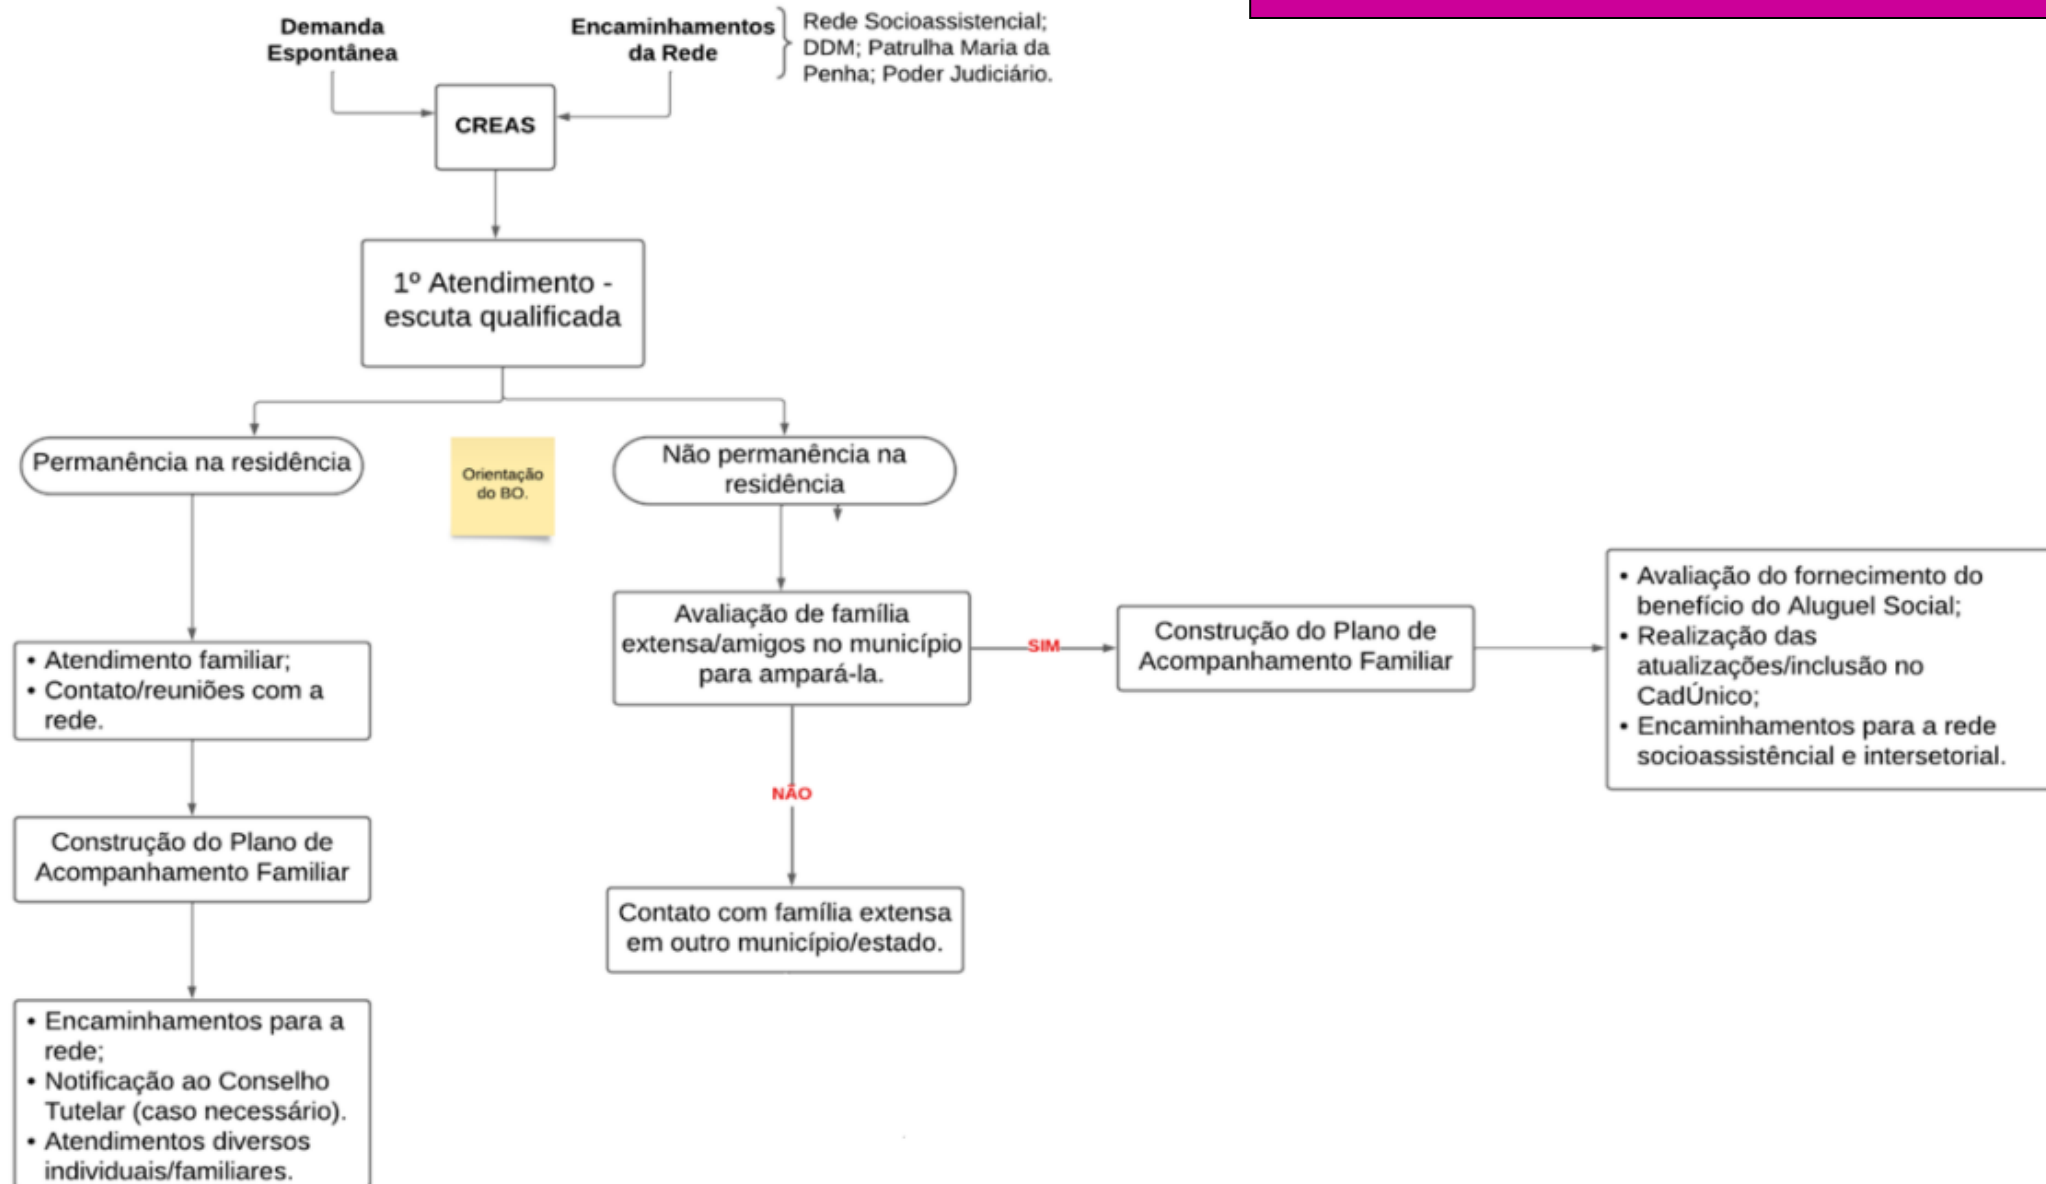 Demanda
Espontânea
Encaminhamentos
da Rede
Rede Socioassistencial;
DDM; Patrulha Maria da
Penha; Poder Judiciário.
CREAS
1º Atendimento -
escuta qualificada
Permanência na residência
Orientação
do BO.
Não permanência na
residência
• Atendimento familiar;
• Contato/reuniões com a
rede.
Avaliação de família
extensa/amigos no município
para ampará-la.
SIM
Construção do Plano de
Acompanhamento Familiar
• Avaliação do fornecimento do
benefício do Aluguel Social;
• Realização das
atualizações/inclusão no
CadÚnico;
• Encaminhamentos para a rede
socioassistêncial e intersetorial.
NÃO
Construção do Plano de
Acompanhamento Familiar
Contato com família extensa
em outro município/estado.
• Encaminhamentos para a
rede;
• Notificação ao Conselho
Tutelar (caso necessário).
• Atendimentos diversos
individuais/familiares.